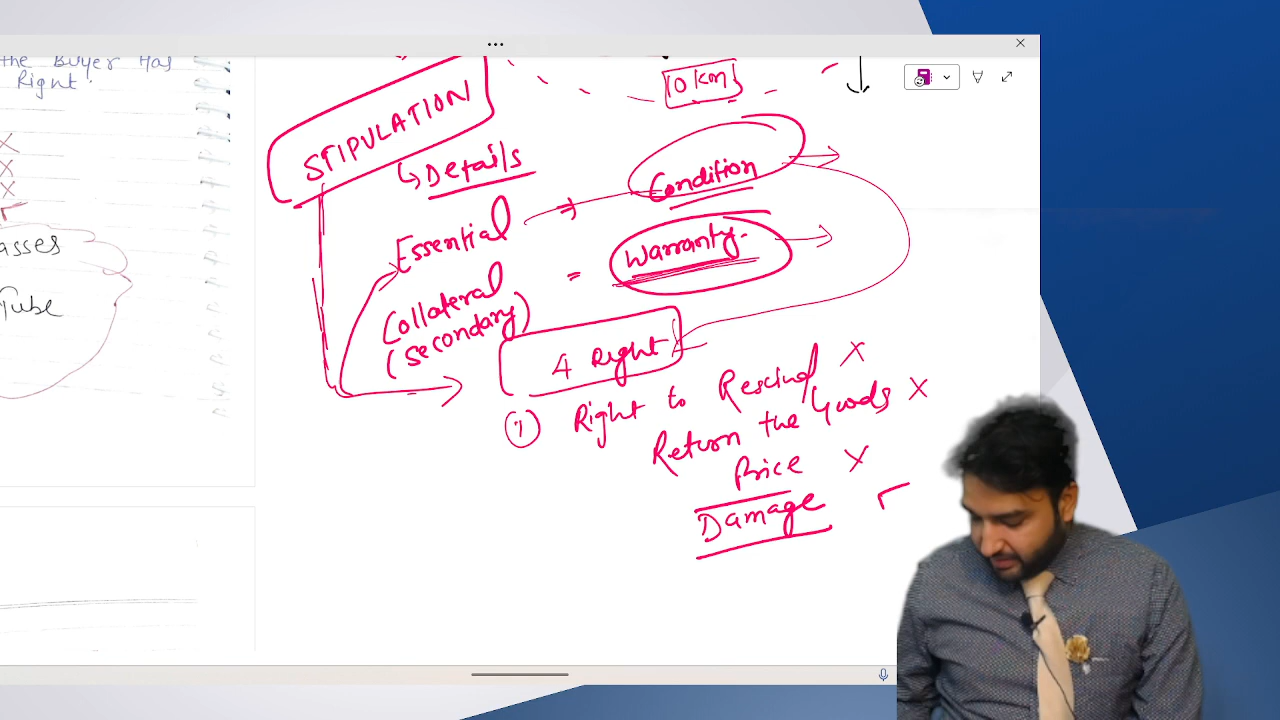 the Buyer Has
Right.
asses
Tube
10 km
STIPULATION
Details
Essential ⇒ Condition
Collateral = Warranty.
(Secondary)
4 Right
① Right to Rescind X
Return the Goods X
Price X
Damage